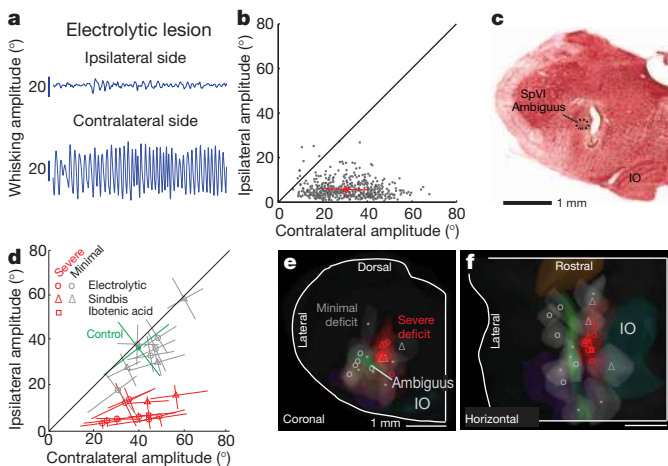 a
Electrolytic lesion
Ipsilateral side
20
Contralateral side
20
Whisking amplitude (°)
b
80
60
40
20
0
0 20 40 60 80
Ipsilateral amplitude (°)
Contralateral amplitude (°)
c
SpVI
Ambiguus
IO
1 mm
d
80
60
40
20
0
0 20 40 60 80
Severe
Minimal
Electrolytic
Sindbis
Ibotenic acid
Control
Ipsilateral amplitude (°)
Contralateral amplitude (°)
e
Dorsal
Lateral
Minimal
deficit
Severe
deficit
Ambiguus
IO
Coronal
1 mm
f
Rostral
Lateral
IO
Horizontal